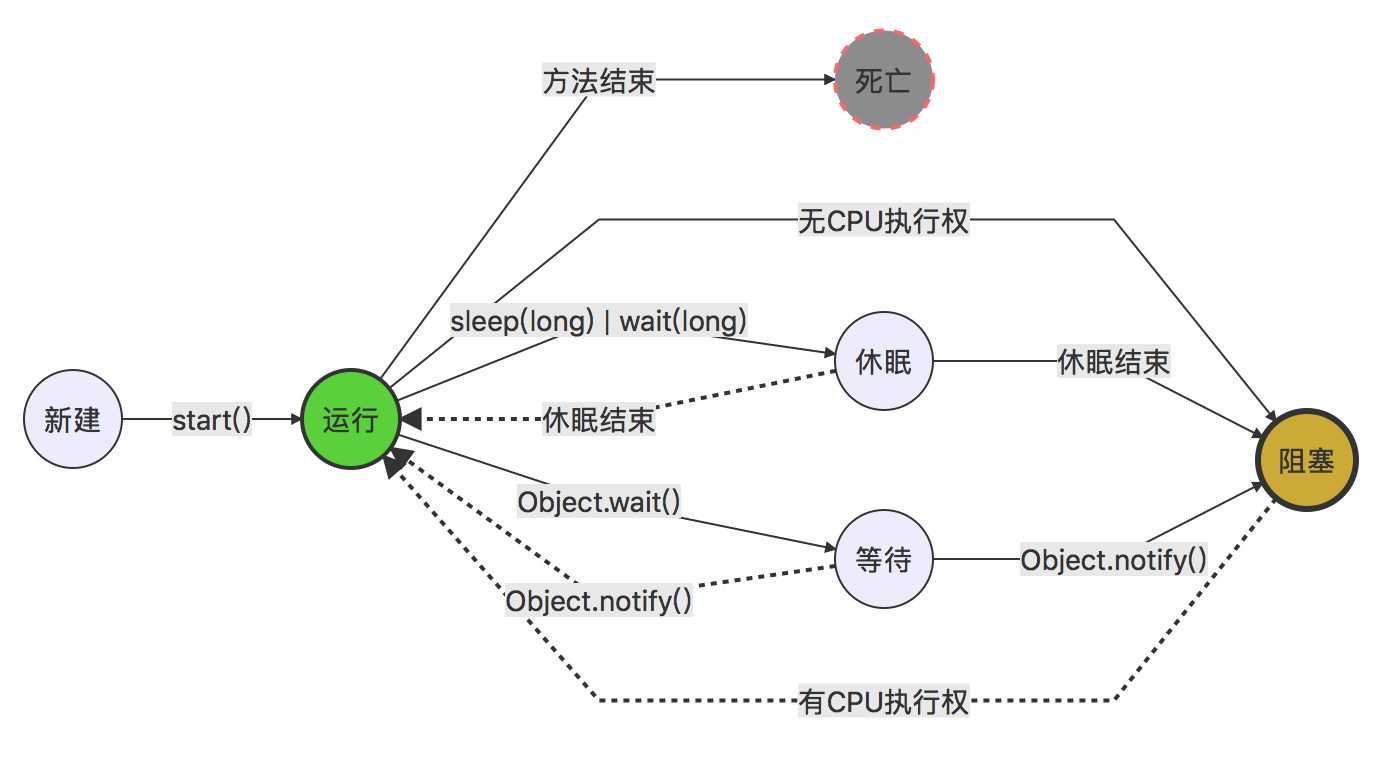 方法结束
死亡
无CPU执行权
sleep(long) | wait(long)
休眠
休眠结束
新建
start()
运行
休眠结束
阻塞
Object.wait()
等待
Object.notify()
Object.notify()
有CPU执行权